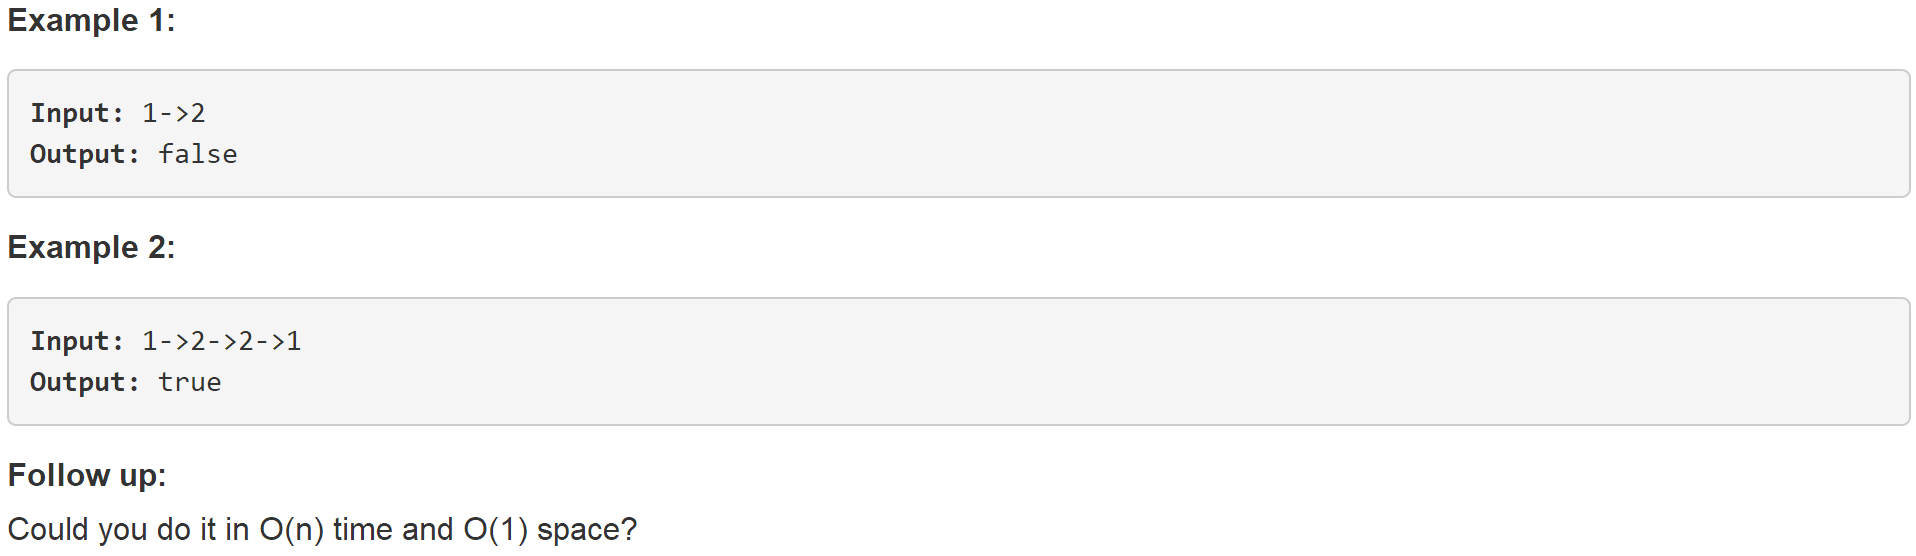 Example 1:
Input: 1->2
Output: false
Example 2:
Input: 1->2->2->1
Output: true
Follow up:
Could you do it in O(n) time and O(1) space?